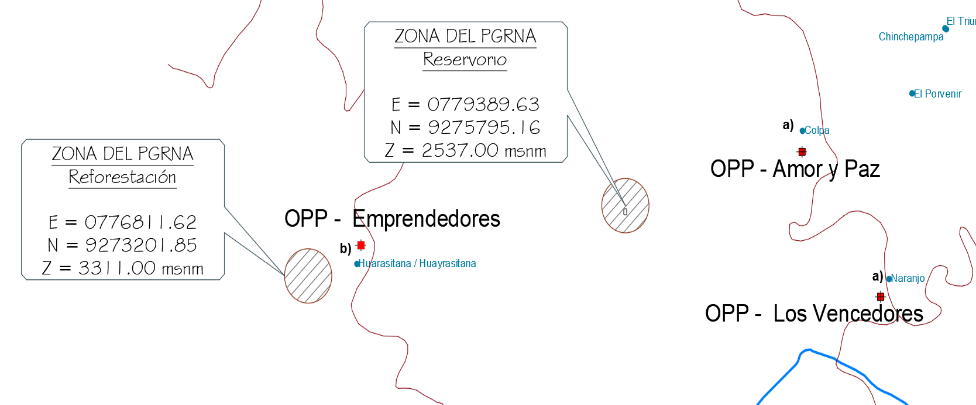 ZONA DEL PGRNA
Reservorio
E = 0779389.63
N = 9275795.16
Z = 2537.00 msnm
ZONA DEL PGRNA
Reforestación
E = 0776811.62
N = 9273201.85
Z = 3311.00 msnm
OPP - Emprendedores
b)
Huarasitana / Huayrasitana
El Triun
Chinchepampa
El Porvenir
a)
Colpa
OPP - Amor y Paz
a)
Naranjo
OPP - Los Vencedores